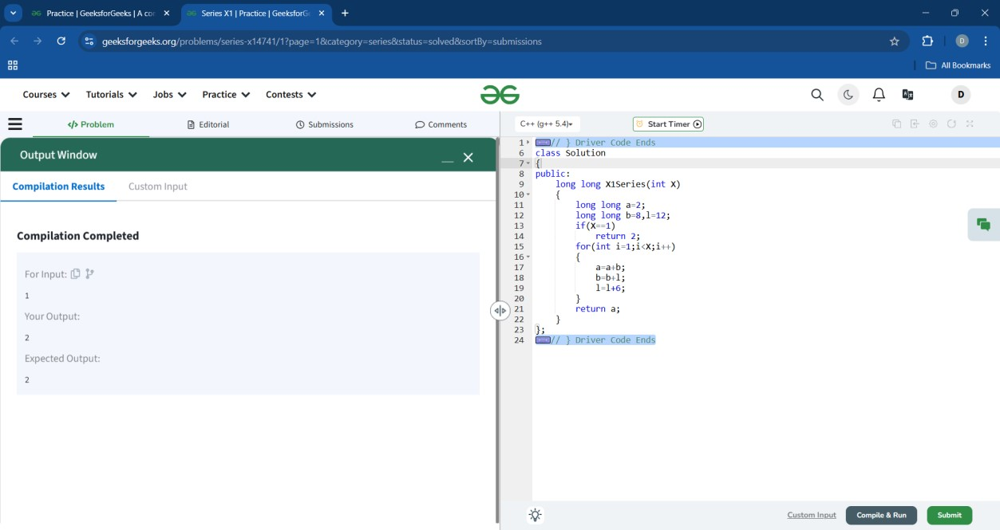 Practice | GeeksforGeeks | A cor
Series X1 | Practice | GeeksforGe
geeksforgeeks.org/problems/series-x14741/1?page=1&category=series&status=solved&sortBy=submissions
D
All Bookmarks
Courses
Tutorials
Jobs
Practice
Contests
D
Problem
Editorial
Submissions
Comments
C++ (g++ 5.4)
Start Timer
Output Window
Compilation Results
Custom Input
Compilation Completed
For Input:
1
Your Output:
2
Expected Output:
2
1 // } Driver Code Ends
6 class Solution
7 {
8 public:
9 long long X1Series(int X)
10 {
11 long long a=2;
12 long long b=8,l=12;
13 if(X==1)
14 return 2;
15 for(int i=1;i<X;i++)
16 {
17 a=a+b;
18 b=b+l;
19 l=l+6;
20 }
21 return a;
22 }
23 };
24 // } Driver Code Ends
Custom Input
Compile & Run
Submit